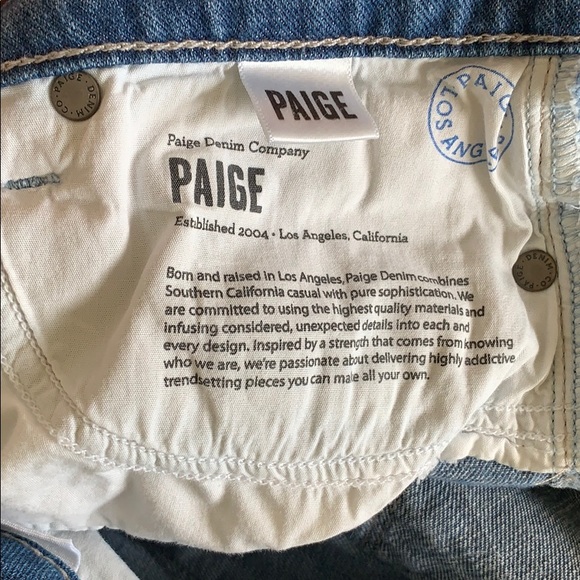 PAIGE
Paige Denim Company
PAIGE
Established 2004 • Los Angeles, California
Born and raised in Los Angeles, Paige Denim combines
Southern California casual with pure sophistication. We
are committed to using the highest quality materials and
infusing considered, unexpected details into each and
every design. Inspired by a strength that comes from knowing
who we are, we're passionate about delivering highly addictive
trendsetting pieces you can make all your own.
PAIGE • DENIM • CO
PAIGE • DENIM • CO
PAIG
ANG